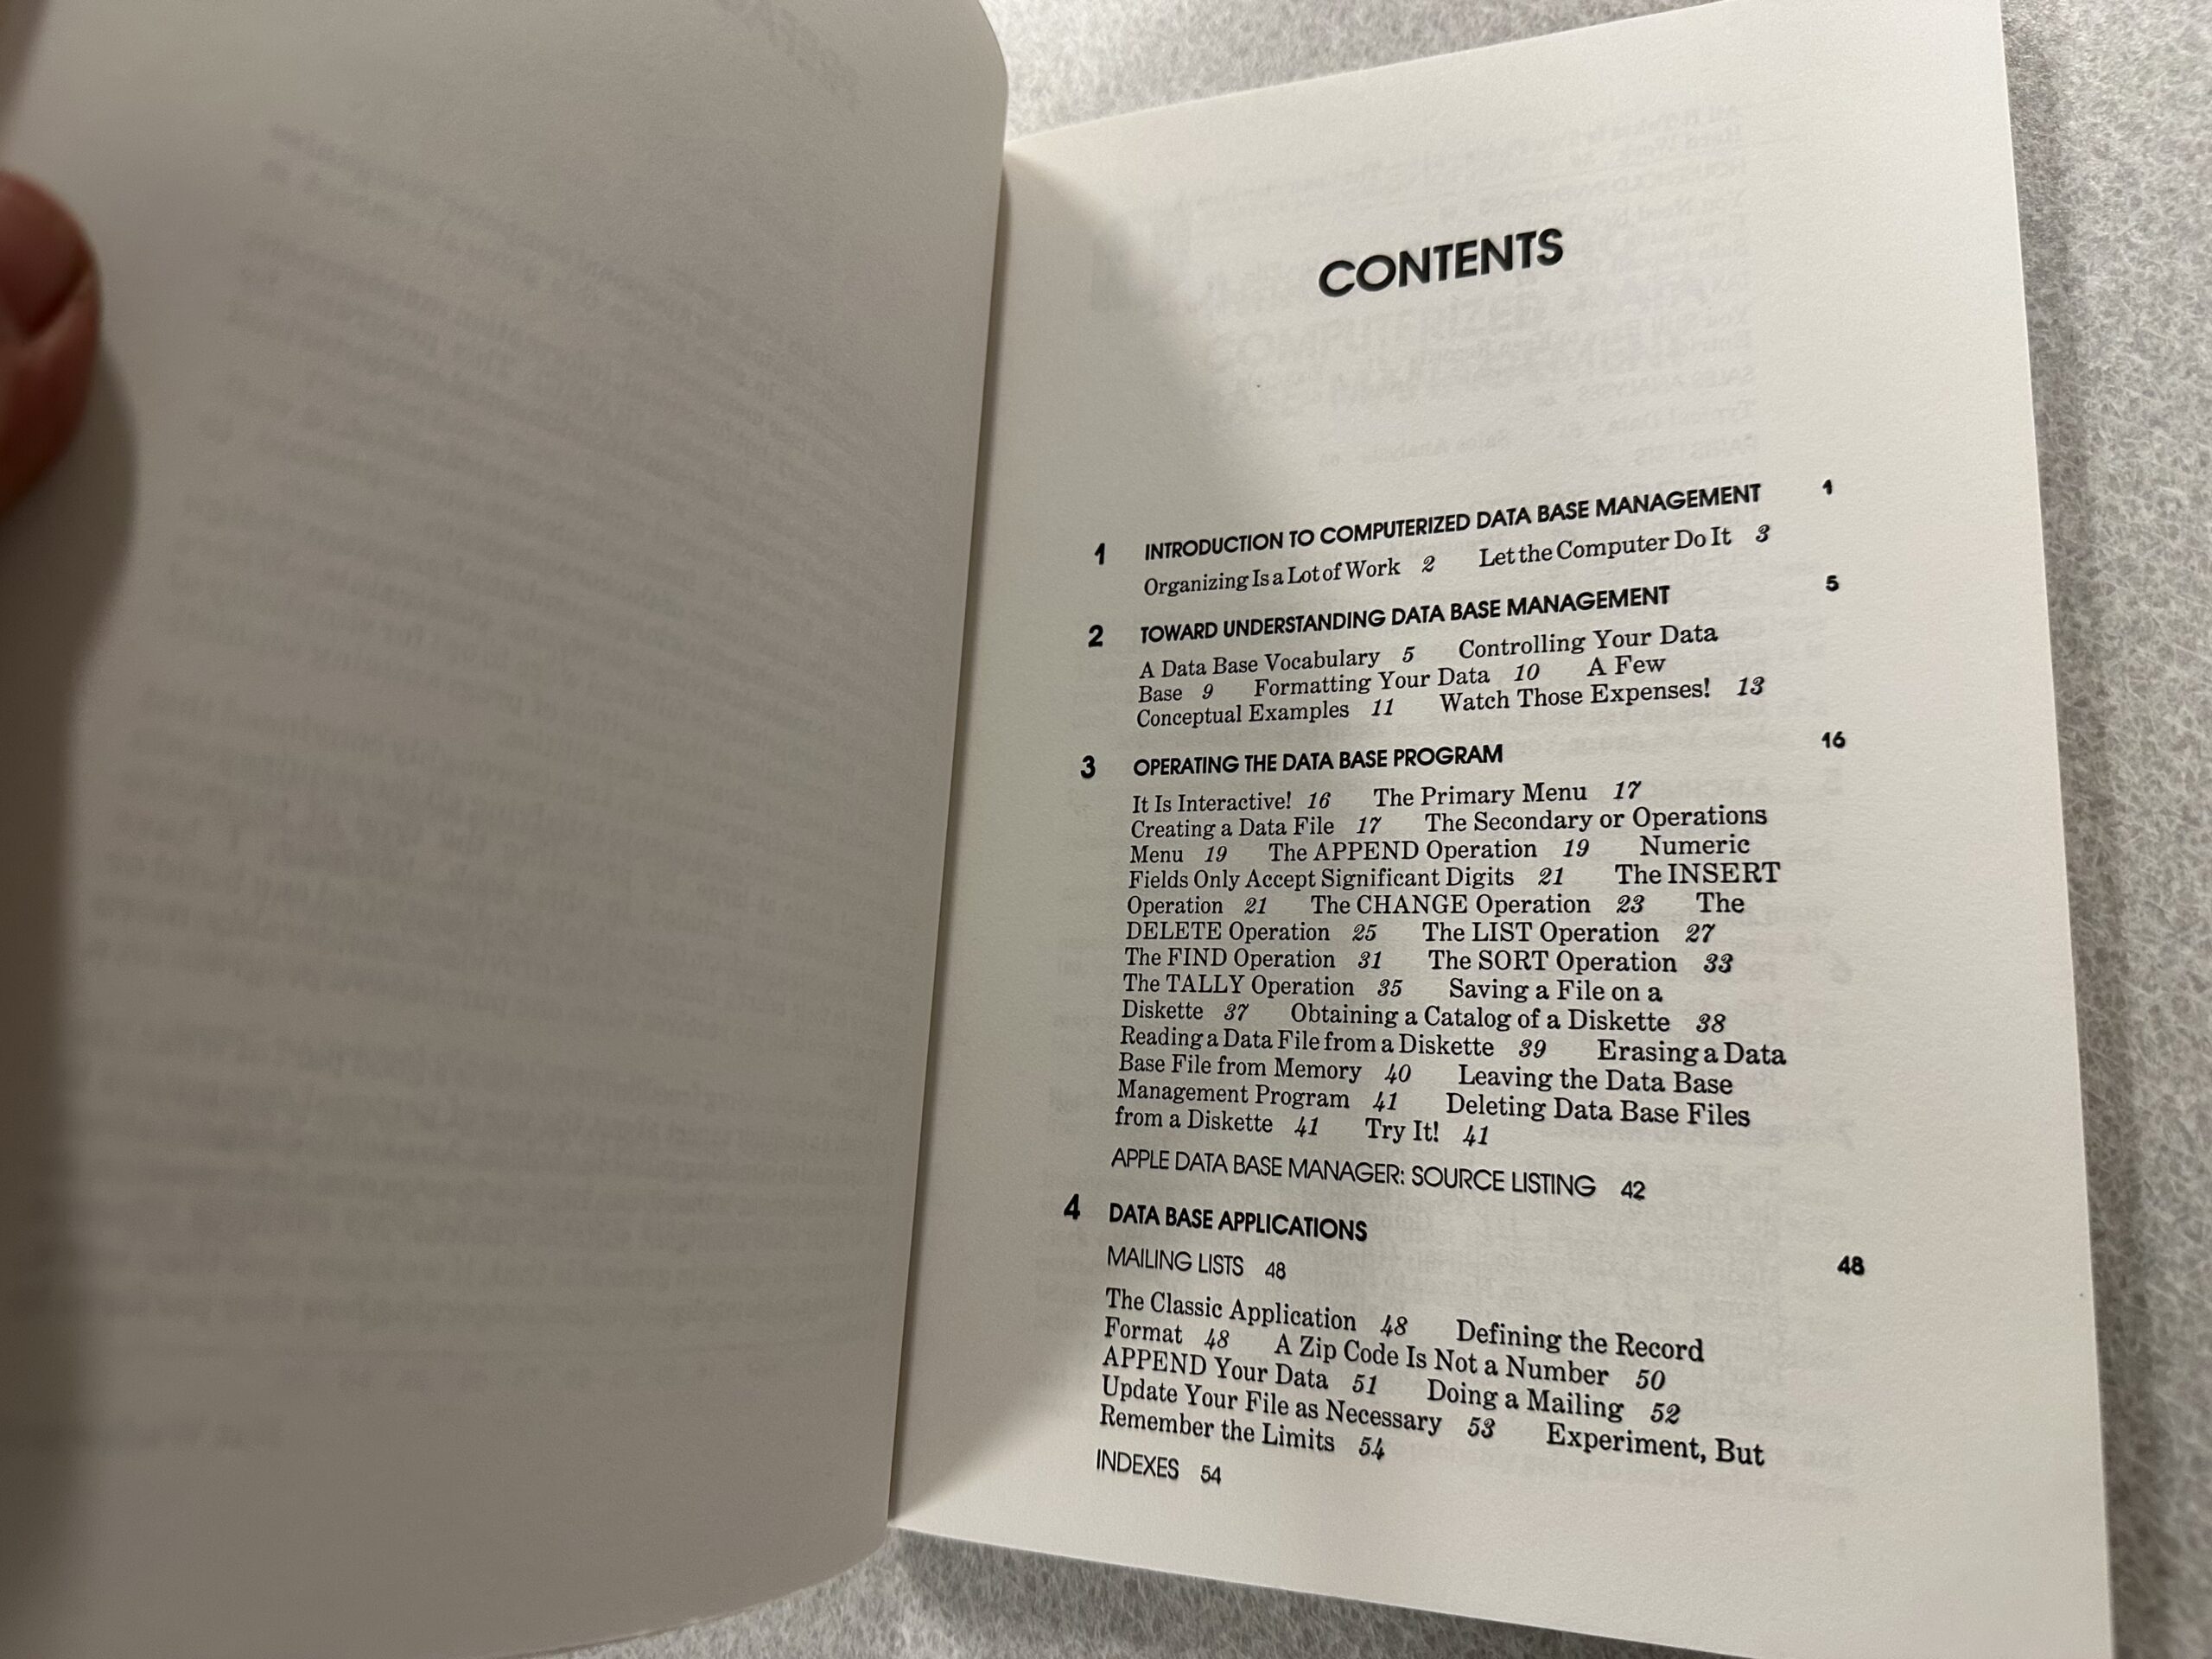 CONTENTS
1 INTRODUCTION TO COMPUTERIZED DATA BASE MANAGEMENT 1
Organizing Is a Lot of Work 2 Let the Computer Do It 3
2 TOWARD UNDERSTANDING DATA BASE MANAGEMENT 5
A Data Base Vocabulary 5 Controlling Your Data
Base 9 Formatting Your Data 10 A Few
Conceptual Examples 11 Watch Those Expenses! 13
3 OPERATING THE DATA BASE PROGRAM 16
It Is Interactive! 16 The Primary Menu 17
Creating a Data File 17 The Secondary or Operations
Menu 19 The APPEND Operation 19 Numeric
Fields Only Accept Significant Digits 21 The INSERT
Operation 21 The CHANGE Operation 23 The
DELETE Operation 25 The LIST Operation 27
The FIND Operation 31 The SORT Operation 33
The TALLY Operation 35 Saving a File on a
Diskette 37 Obtaining a Catalog of a Diskette 38
Reading a Data File from a Diskette 39 Erasing a Data
Base File from Memory 40 Leaving the Data Base
Management Program 41 Deleting Data Base Files
from a Diskette 41 Try It! 41
APPLE DATA BASE MANAGER: SOURCE LISTING 42
4 DATA BASE APPLICATIONS 48
MAILING LISTS 48
The Classic Application 48 Defining the Record
Format 48 A Zip Code Is Not a Number 50
APPEND Your Data 51 Doing a Mailing 52
Update Your File as Necessary 53 Experiment, But
Remember the Limits 54
INDEXES 54